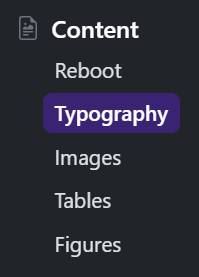 Content
Reboot
Typography
Images
Tables
Figures